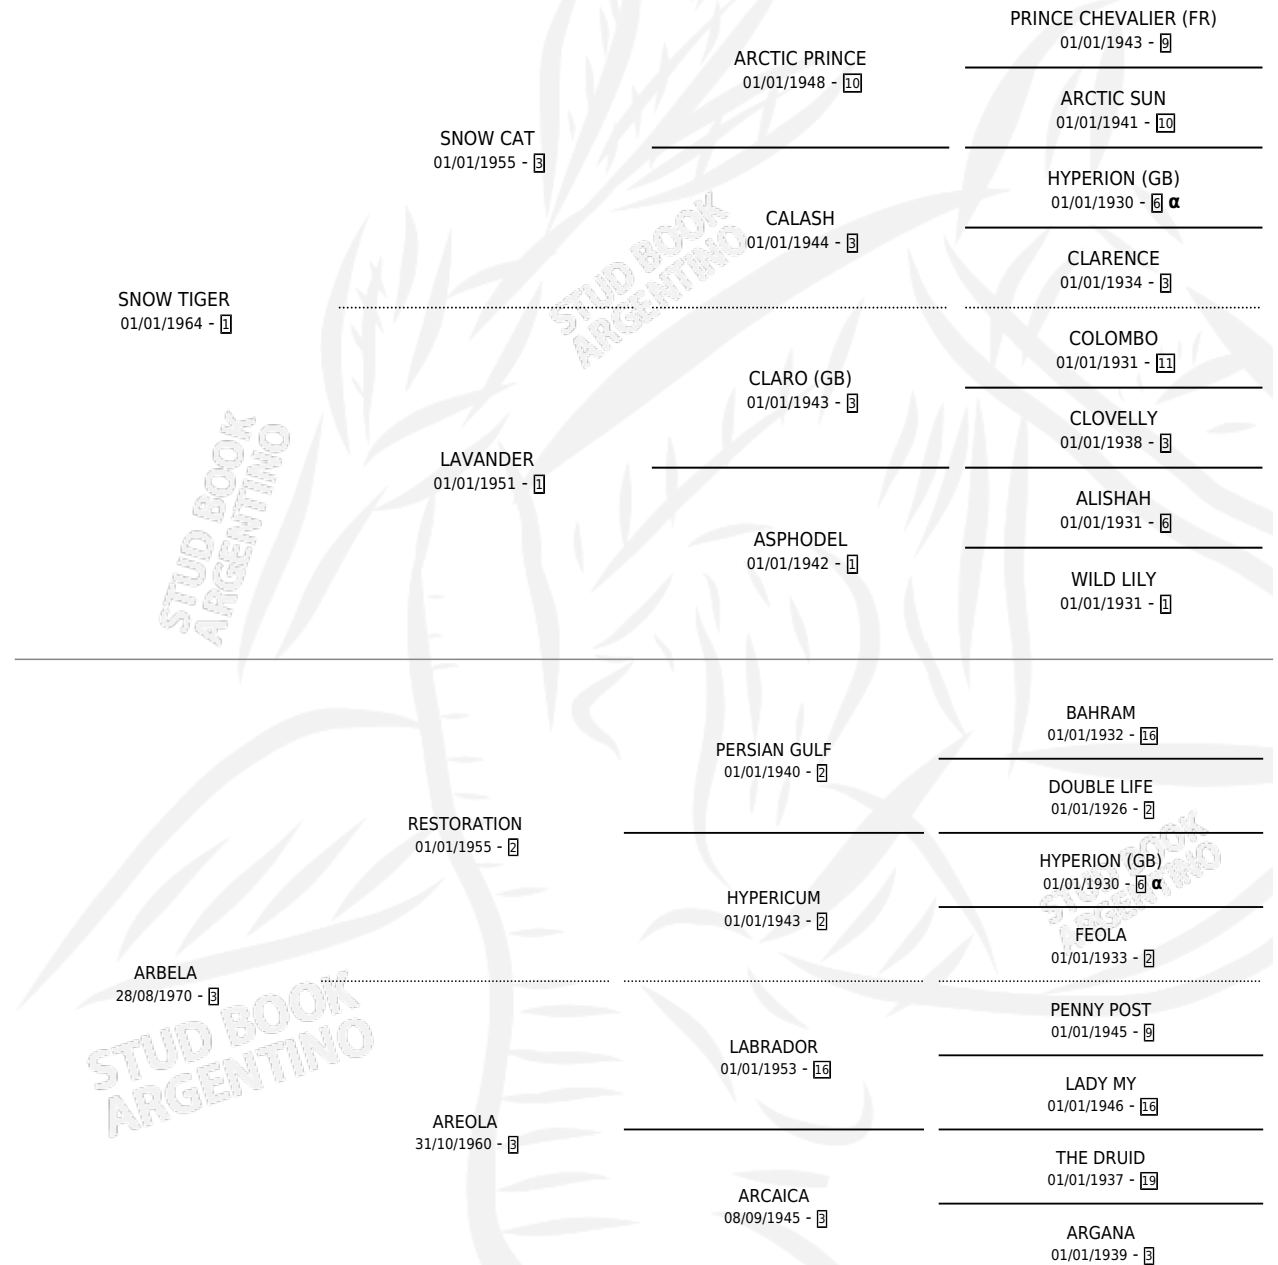 PRINCE CHEVALIER (FR)
01/01/1943 - 9
ARCTIC PRINCE
01/01/1948 - 10
ARCTIC SUN
01/01/1941 - 10
SNOW CAT
01/01/1955 - 3
HYPERION (GB)
01/01/1930 - 6 α
CALASH
01/01/1944 - 3
CLARENCE
01/01/1934 - 3
SNOW TIGER
01/01/1964 - 1
COLOMBO
01/01/1931 - 11
CLARO (GB)
01/01/1943 - 3
CLOVELLY
01/01/1938 - 3
LAVANDER
01/01/1951 - 1
ALISHAH
01/01/1931 - 6
ASPHODEL
01/01/1942 - 1
WILD LILY
01/01/1931 - 1
BAHRAM
01/01/1932 - 16
PERSIAN GULF
01/01/1940 - 2
DOUBLE LIFE
01/01/1926 - 2
RESTORATION
01/01/1955 - 2
HYPERION (GB)
01/01/1930 - 6 α
HYPERICUM
01/01/1943 - 2
FEOLA
01/01/1933 - 2
ARBELA
28/08/1970 - 3
PENNY POST
01/01/1945 - 9
LABRADOR
01/01/1953 - 16
LADY MY
01/01/1946 - 16
AREOLA
31/10/1960 - 3
THE DRUID
01/01/1937 - 19
ARCAICA
08/09/1945 - 3
ARGANA
01/01/1939 - 3
STUD BOOK
ARGENTINO
STUD BOOK
ARGENTINO
STUD BOOK
ARGENTINO
STUD BOOK
ARGENTINO